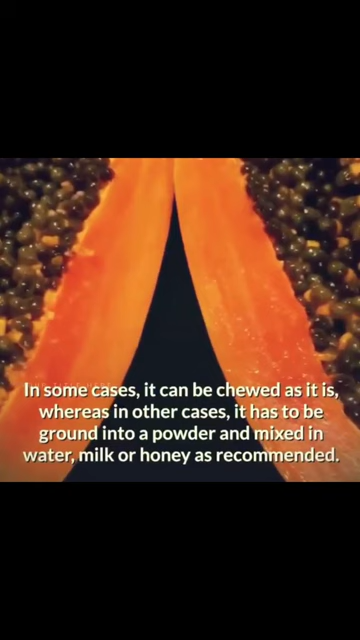 In some cases, it can be chewed as it is,
whereas in other cases, it has to be
ground into a powder and mixed in
water, milk or honey as recommended.